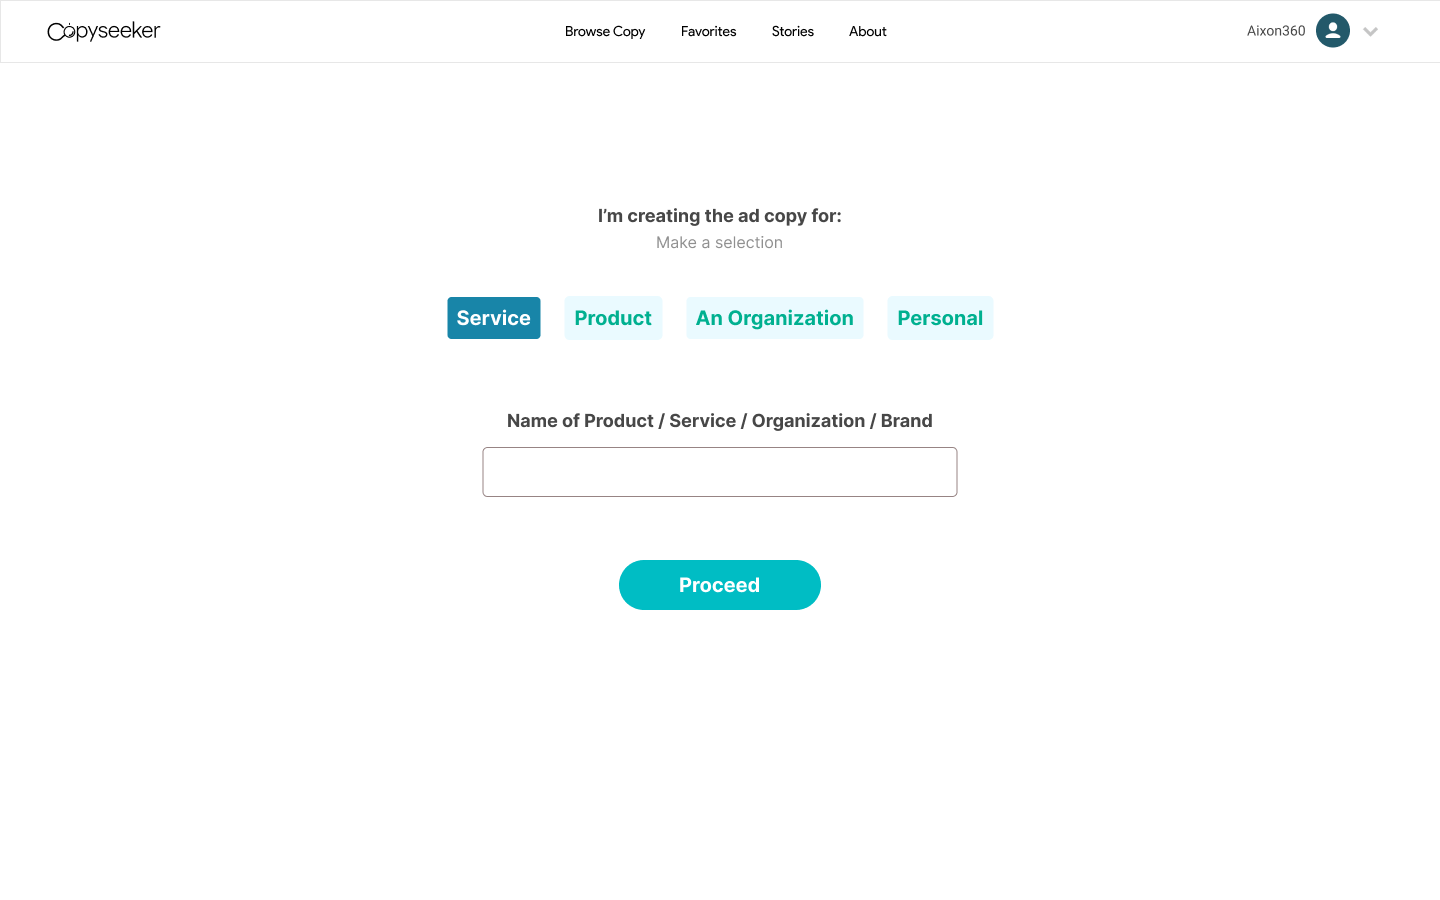 Copyseeker
Browse Copy
Favorites
Stories
About
Aixon360
I’m creating the ad copy for:
Make a selection
Service
Product
An Organization
Personal
Name of Product / Service / Organization / Brand
Proceed